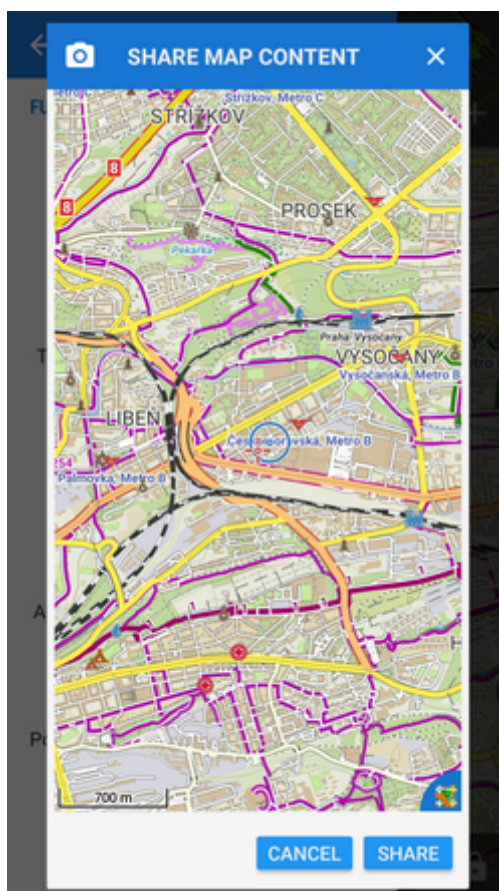 SHARE MAP CONTENT
Střížkov, Metro C
STŘÍŽKOV
8
PROSEK
8
Pekařka
Praha Vysočany
VYSOČANY
Vysočanská, Metro B
LIBEŇ
Českomoravská, Metro B
254
Palmovka, Metro B
700 m
CANCEL
SHARE